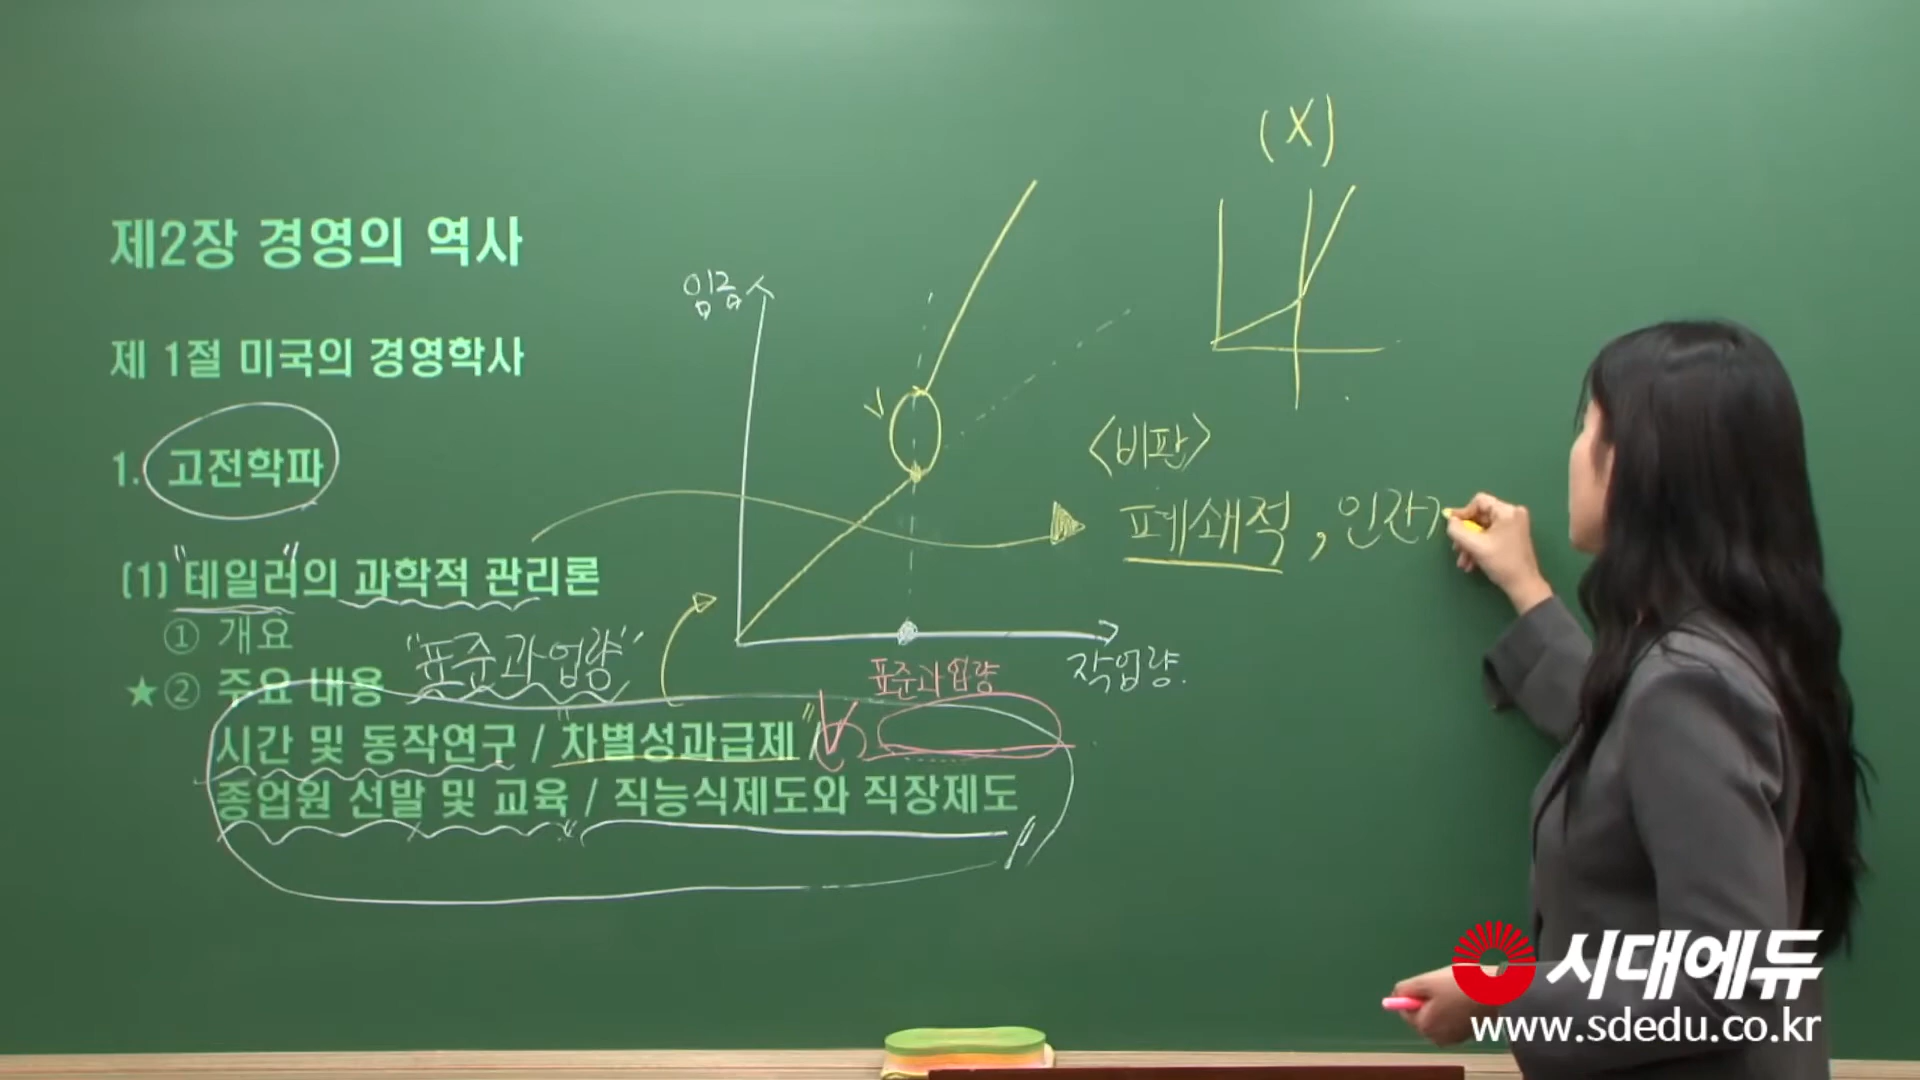 제2장 경영의 역사
제 1절 미국의 경영학사
1. 고전학파
(1) "테일러"의 과학적 관리론
① 개요
"표준과업량"
★② 주요 내용
시간 및 동작연구 / "차별성과급제" /
종업원 선발 및 교육 / 직능식제도와 직장제도
임금
표준과업량
작업량.
(X)
<비판>
폐쇄적, 인간
시대에듀
www.sdedu.co.kr